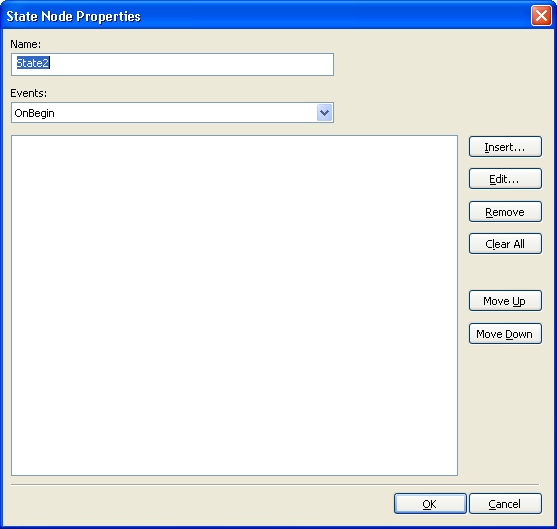 State Node Properties
Name:
State2
Events:
OnBegin
Insert...
Edit...
Remove
Clear All
Move Up
Move Down
OK
Cancel